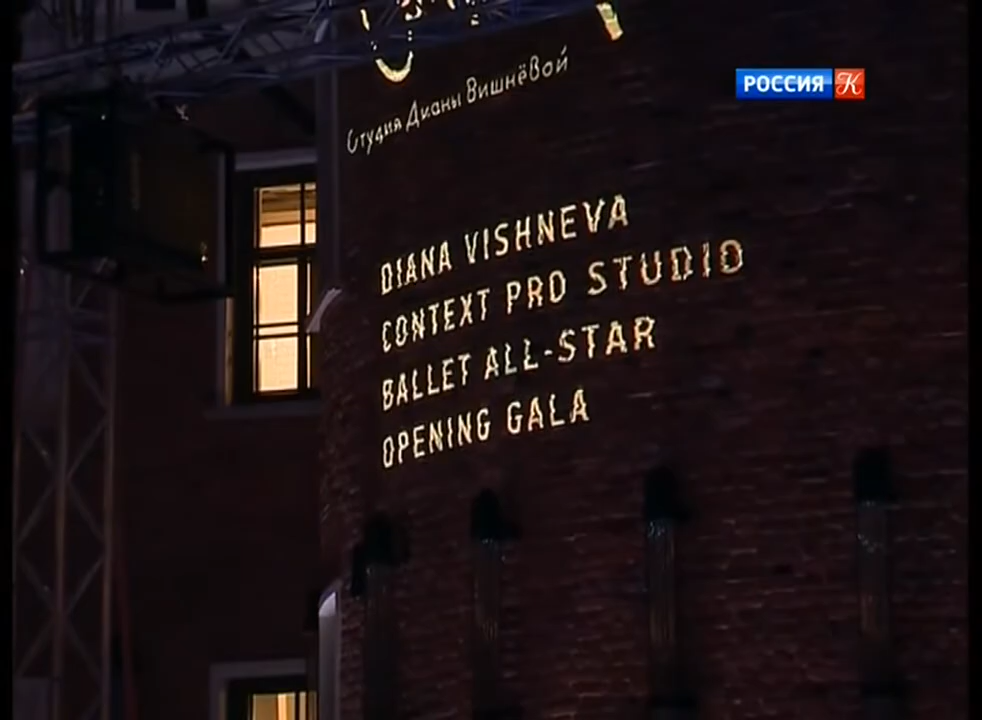 Студия Дианы Вишнёвой
РОССИЯ К
DIANA VISHNEVA
CONTEXT PRO STUDIO
BALLET ALL-STAR
OPENING GALA